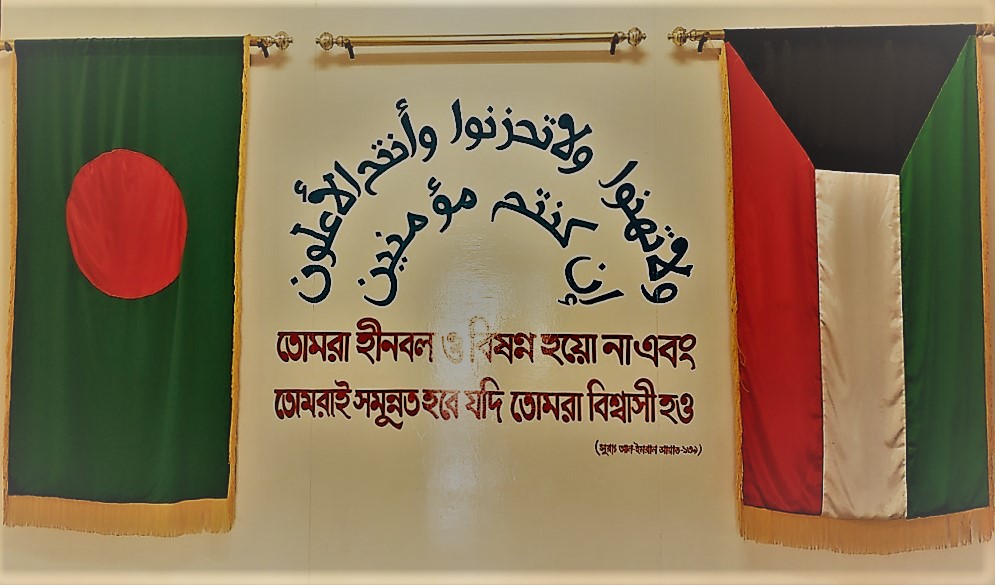 ولا تهنوا ولا تحزنوا وأنتم الأعلون
إن كنتم مؤمنين
তোমরা হীনবল ও বিষণ্ন হয়ো না এবং
তোমরাই সমুন্নত হবে যদি তোমরা বিশ্বাসী হও
(সুরাহ আল-ইমরান আয়াত-১৩৯)